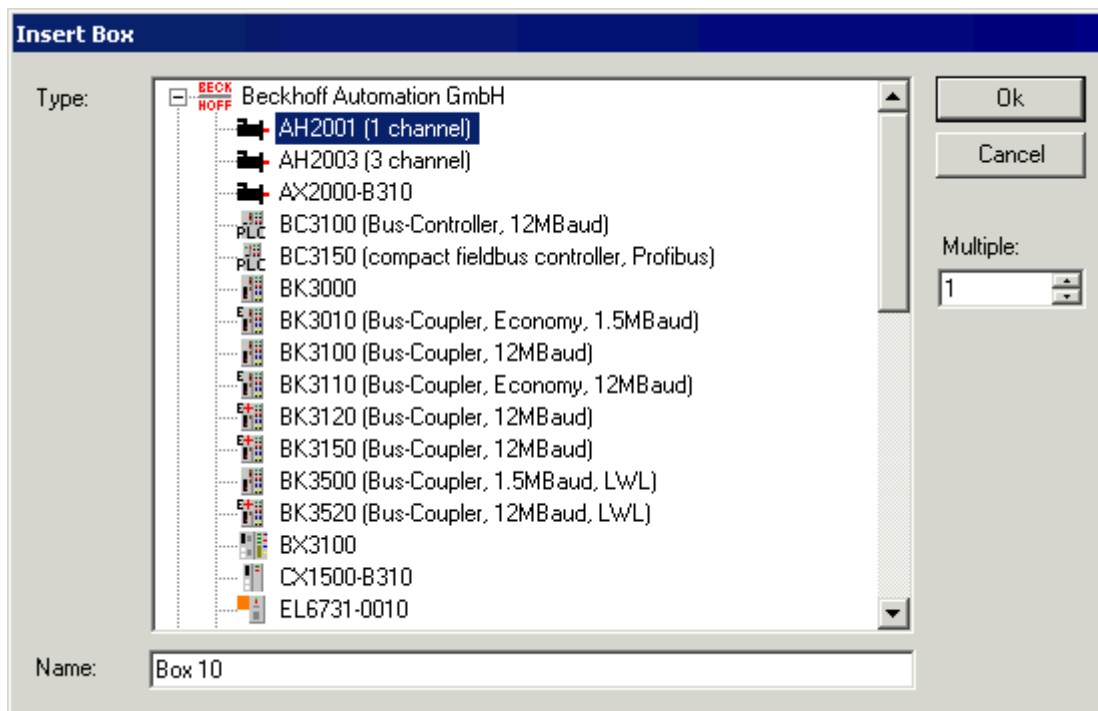 Insert Box
Type:
BECK
HOFF
Beckhoff Automation GmbH
AH2001 (1 channel)
AH2003 (3 channel)
AX2000-B310
PLC BC3100 (Bus-Controller, 12MBaud)
PLC BC3150 (compact fieldbus controller, Profibus)
BK3000
E BK3010 (Bus-Coupler, Economy, 1.5MBaud)
BK3100 (Bus-Coupler, 12MBaud)
E BK3110 (Bus-Coupler, Economy, 12MBaud)
E+ BK3120 (Bus-Coupler, 12MBaud)
E+ BK3150 (Bus-Coupler, 12MBaud)
BK3500 (Bus-Coupler, 1.5MBaud, LWL)
E+ BK3520 (Bus-Coupler, 12MBaud, LWL)
BX3100
CX1500-B310
EL6731-0010
Ok
Cancel
Multiple:
1
Name:
Box 10